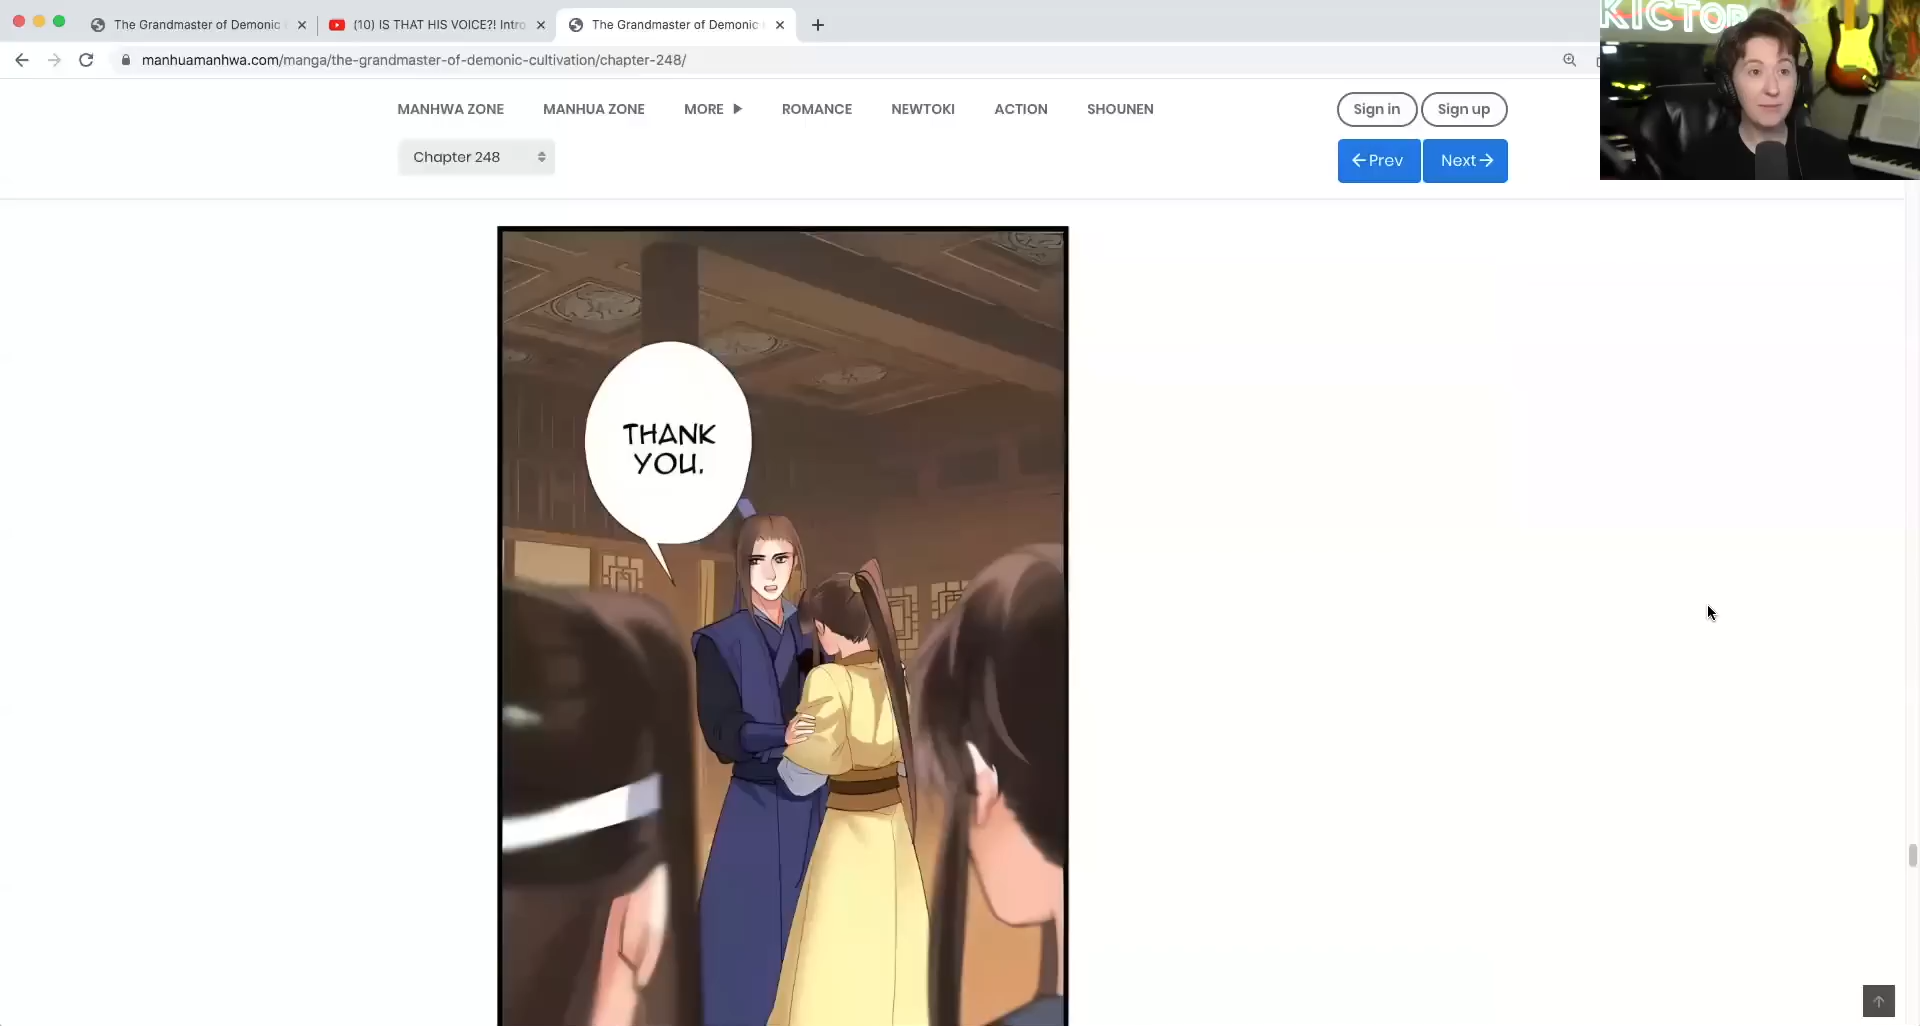 The Grandmaster of Demonic
(10) IS THAT HIS VOICE?! Intro
The Grandmaster of Demonic
manhuamanhwa.com/manga/the-grandmaster-of-demonic-cultivation/chapter-248/
MANHWA ZONE MANHUA ZONE MORE ROMANCE NEWTOKI ACTION SHOUNEN
Sign in Sign up
Chapter 248
Prev Next
THANK
YOU.